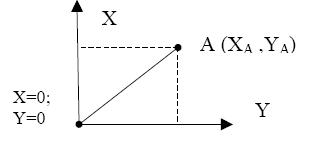 X
A (XA ,YA)
X=0;
Y=0
Y